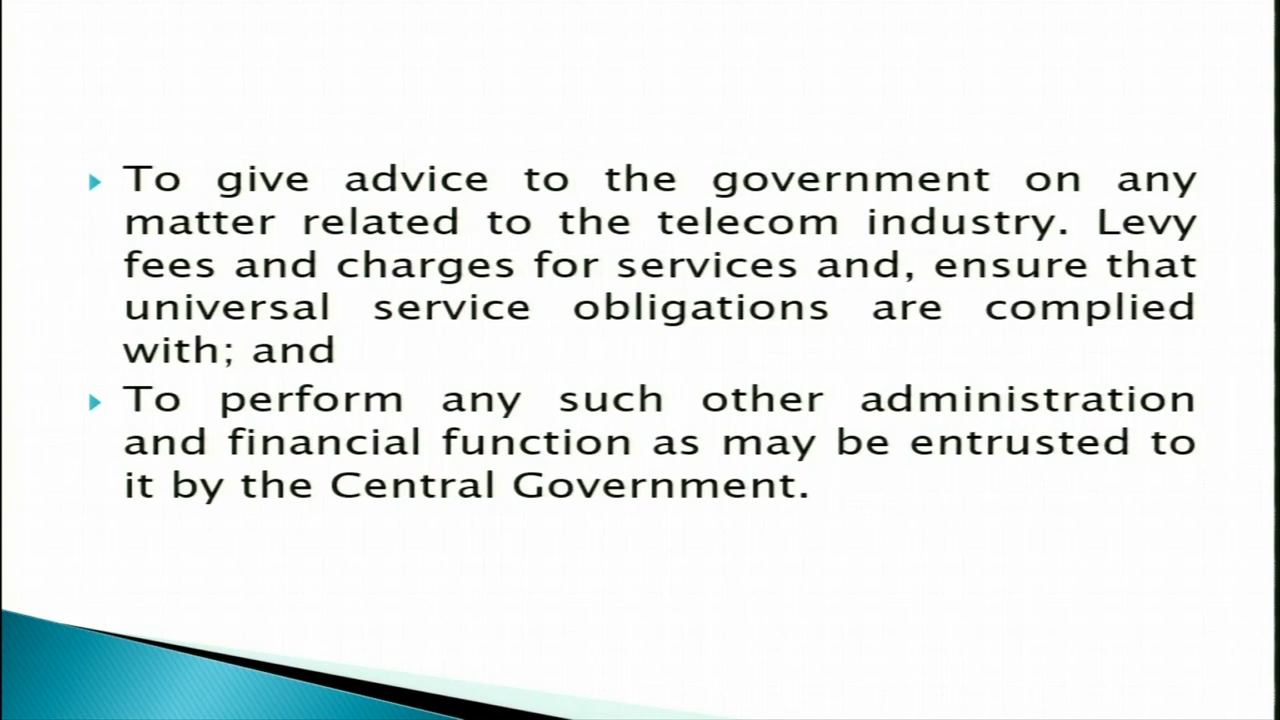 To give advice to the government on any
matter related to the telecom industry. Levy
fees and charges for services and, ensure that
universal service obligations are complied
with; and
To perform any such other administration
and financial function as may be entrusted to
it by the Central Government.